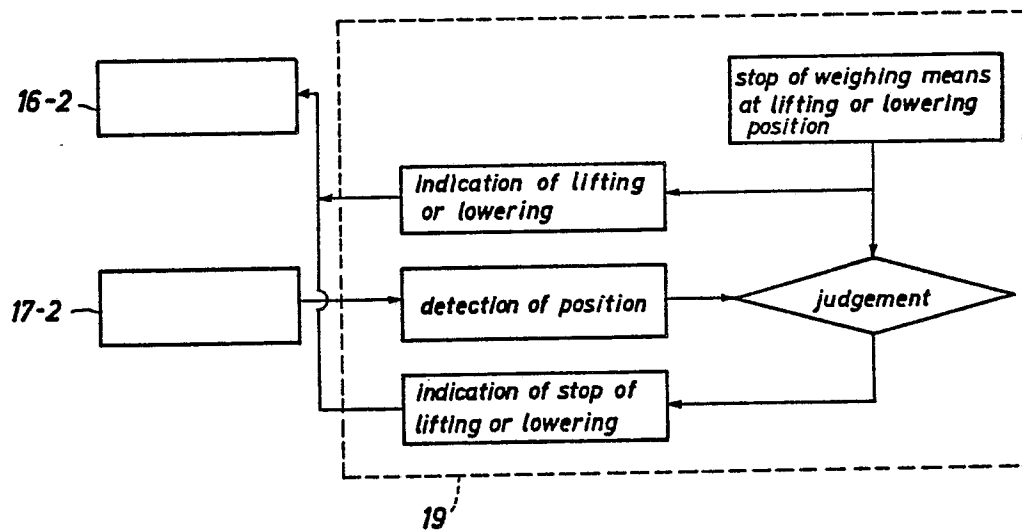 16-2
stop of weighing means
at lifting or lowering
position
indication of lifting
or lowering
17-2
detection of position
judgement
indication of stop of
lifting or lowering
19